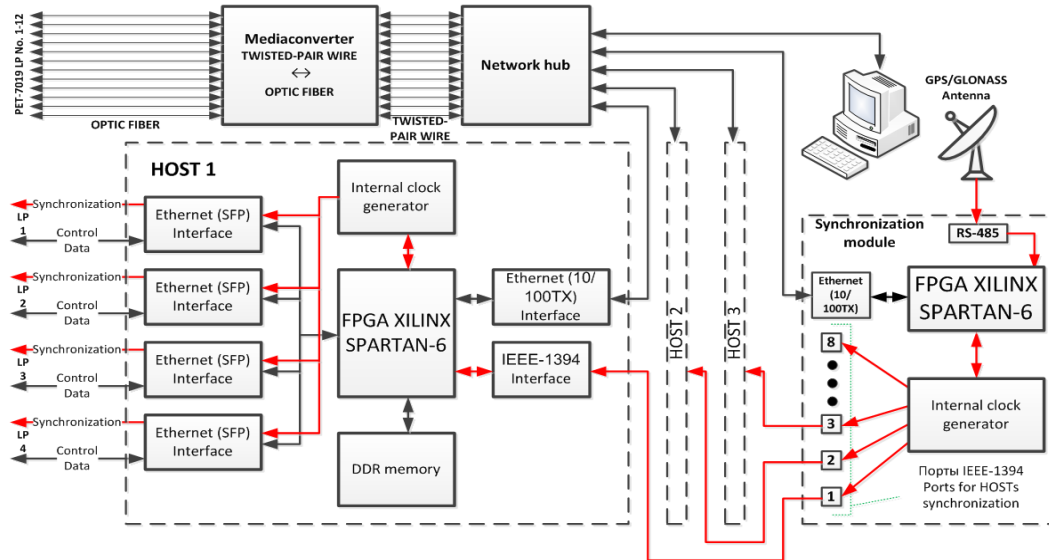 PET-7019 LP No. 1-12
OPTIC FIBER
Mediaconverter
TWISTED-PAIR WIRE
↔
OPTIC FIBER
TWISTED-
PAIR WIRE
Network hub
GPS/GLONASS
Antenna
HOST 1
Synchronization
LP
1
Control
Data
Ethernet (SFP)
Interface
Synchronization
LP
2
Control
Data
Ethernet (SFP)
Interface
Synchronization
LP
3
Control
Data
Ethernet (SFP)
Interface
Synchronization
LP
4
Control
Data
Ethernet (SFP)
Interface
Internal clock
generator
FPGA XILINX
SPARTAN-6
DDR memory
Ethernet (10/
100TX)
Interface
IEEE-1394
Interface
HOST 2
HOST 3
Synchronization
module
RS-485
Ethernet
(10/
100TX)
FPGA XILINX
SPARTAN-6
8
3
2
1
Internal clock
generator
Порты IEEE-1394
Ports for HOSTs
synchronization